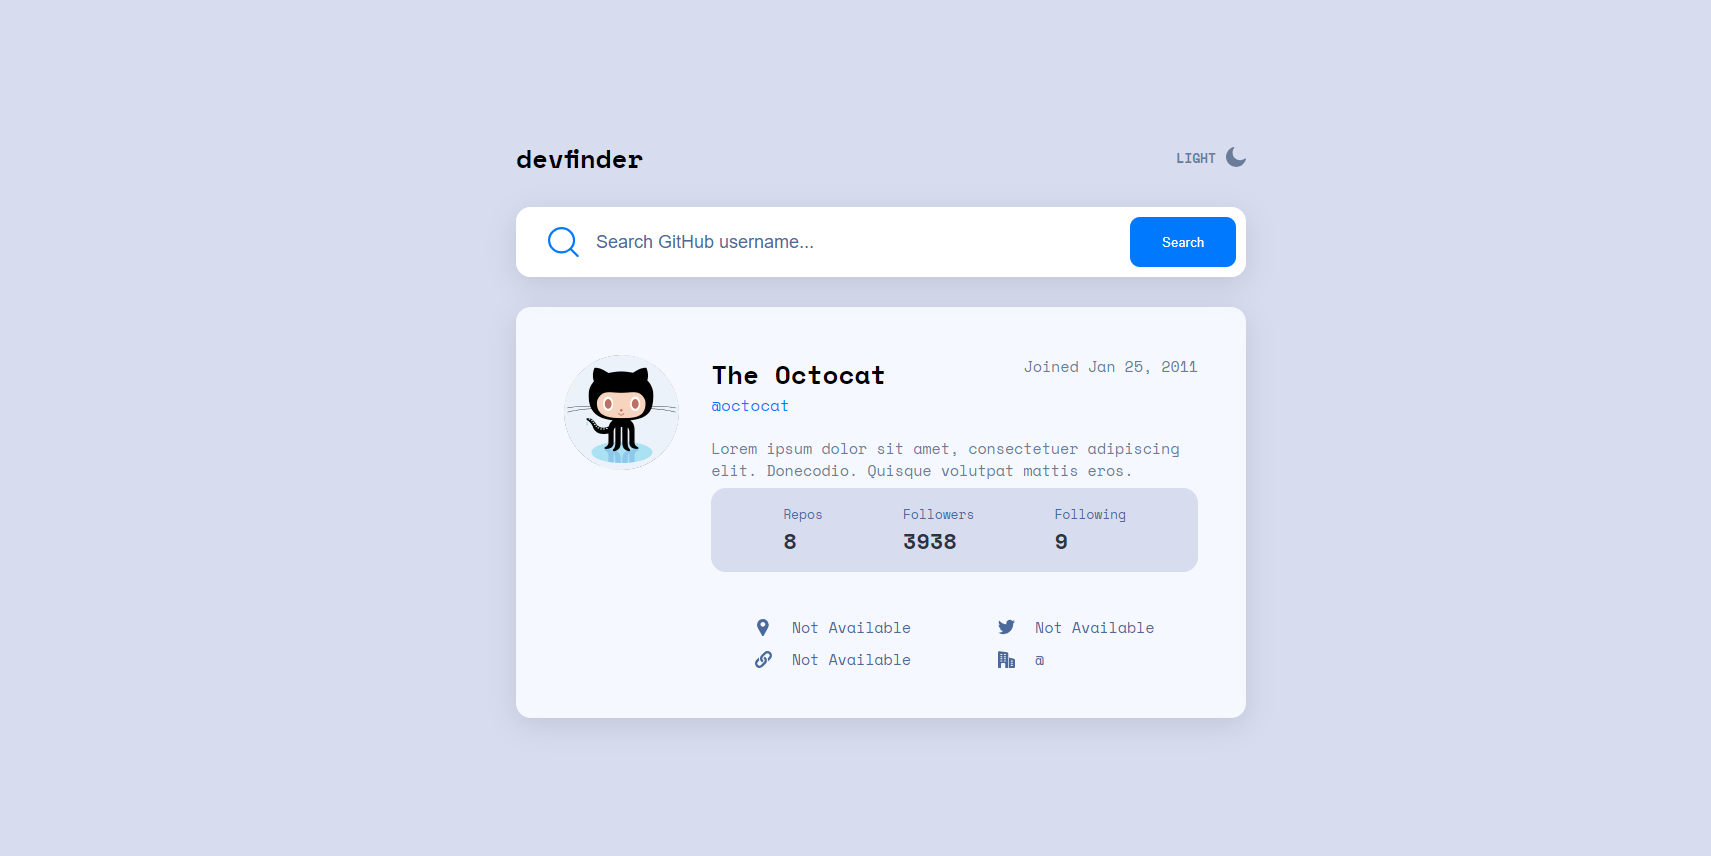 devfinder
LIGHT
Search GitHub username...
Search
The Octocat
Joined Jan 25, 2011
@octocat
Lorem ipsum dolor sit amet, consectetuer adipiscing
elit. Donecodio. Quisque volutpat mattis eros.
Repos
Followers
Following
8
3938
9
Not Available
Not Available
Not Available
@